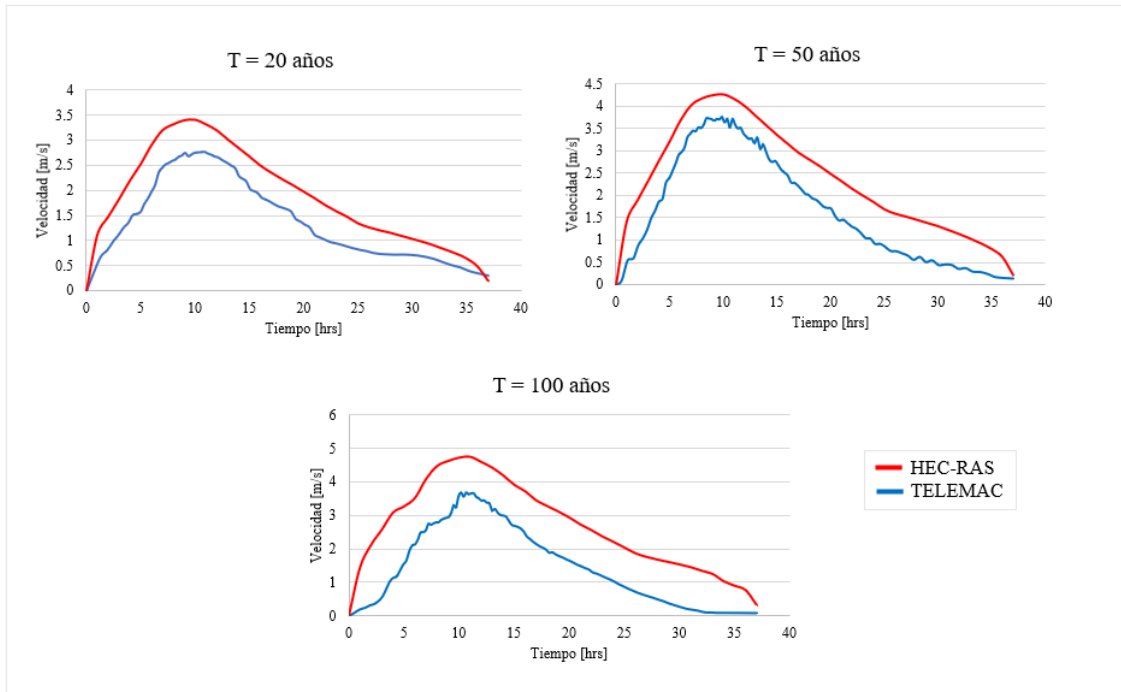 T = 20 años
4
3.5
3
2.5
2
1.5
1
0.5
0
Velocidad [m/s]
0 5 10 15 20 25 30 35 40
Tiempo [hrs]
T = 50 años
4.5
4
3.5
3
2.5
2
1.5
1
0.5
0
Velocidad [m/s]
0 5 10 15 20 25 30 35 40
Tiempo [hrs]
T = 100 años
6
5
4
3
2
1
0
Velocidad [m/s]
0 5 10 15 20 25 30 35 40
Tiempo [hrs]
HEC-RAS
TELEMAC